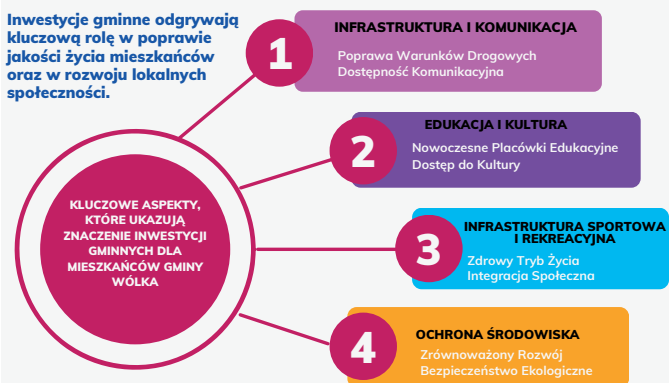 Inwestycje gminne odgrywają
kluczową rolę w poprawie
jakości życia mieszkańców
oraz w rozwoju lokalnych
społeczności.
1
INFRASTRUKTURA I KOMUNIKACJA
Poprawa Warunków Drogowych
Dostępność Komunikacyjna
2
EDUKACJA I KULTURA
Nowoczesne Placówki Edukacyjne
Dostęp do Kultury
KLUCZOWE ASPEKTY,
KTÓRE UKAZUJĄ
ZNACZENIE INWESTYCJI
GMINNYCH DLA
MIESZKAŃCÓW GMINY
WÓLKA
3
INFRASTRUKTURA SPORTOWA
I REKREACYJNA
Zdrowy Tryb Życia
Integracja Społeczna
4
OCHRONA ŚRODOWISKA
Zrównoważony Rozwój
Bezpieczeństwo Ekologiczne